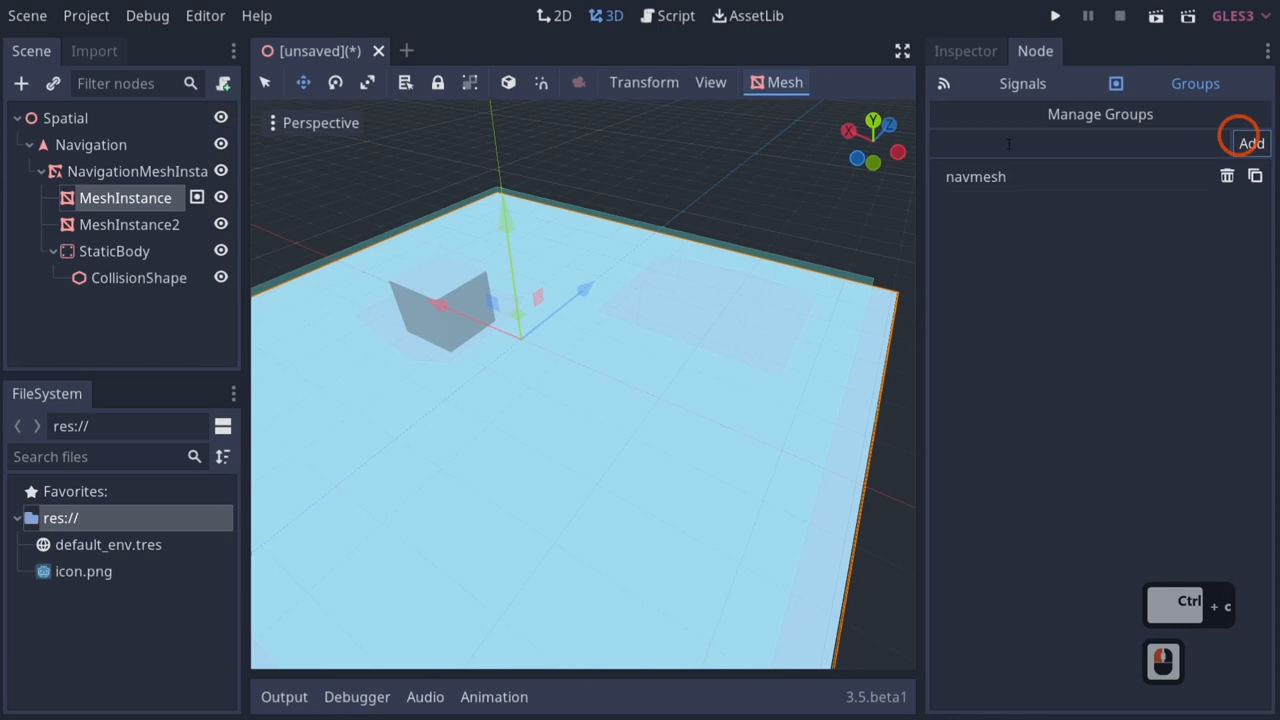 Scene Project Debug Editor Help 2D 3D Script AssetLib GLES3
Scene Import [unsaved](*) Inspector Node
Filter nodes Transform View Mesh Signals Groups
Spatial
Navigation
NavigationMeshInsta
MeshInstance
MeshInstance2
StaticBody
CollisionShape
Perspective
X
Y
Z
Manage Groups
Add
navmesh
FileSystem
res://
Search files
Favorites:
res://
default_env.tres
icon.png
Ctrl + c
Output Debugger Audio Animation 3.5.beta1